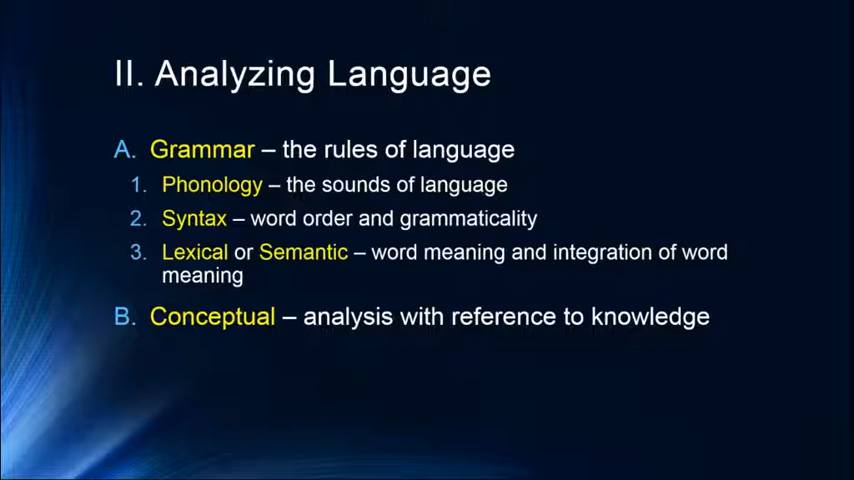 II. Analyzing Language
A. Grammar – the rules of language
1. Phonology – the sounds of language
2. Syntax – word order and grammaticality
3. Lexical or Semantic – word meaning and integration of word
meaning
B. Conceptual – analysis with reference to knowledge